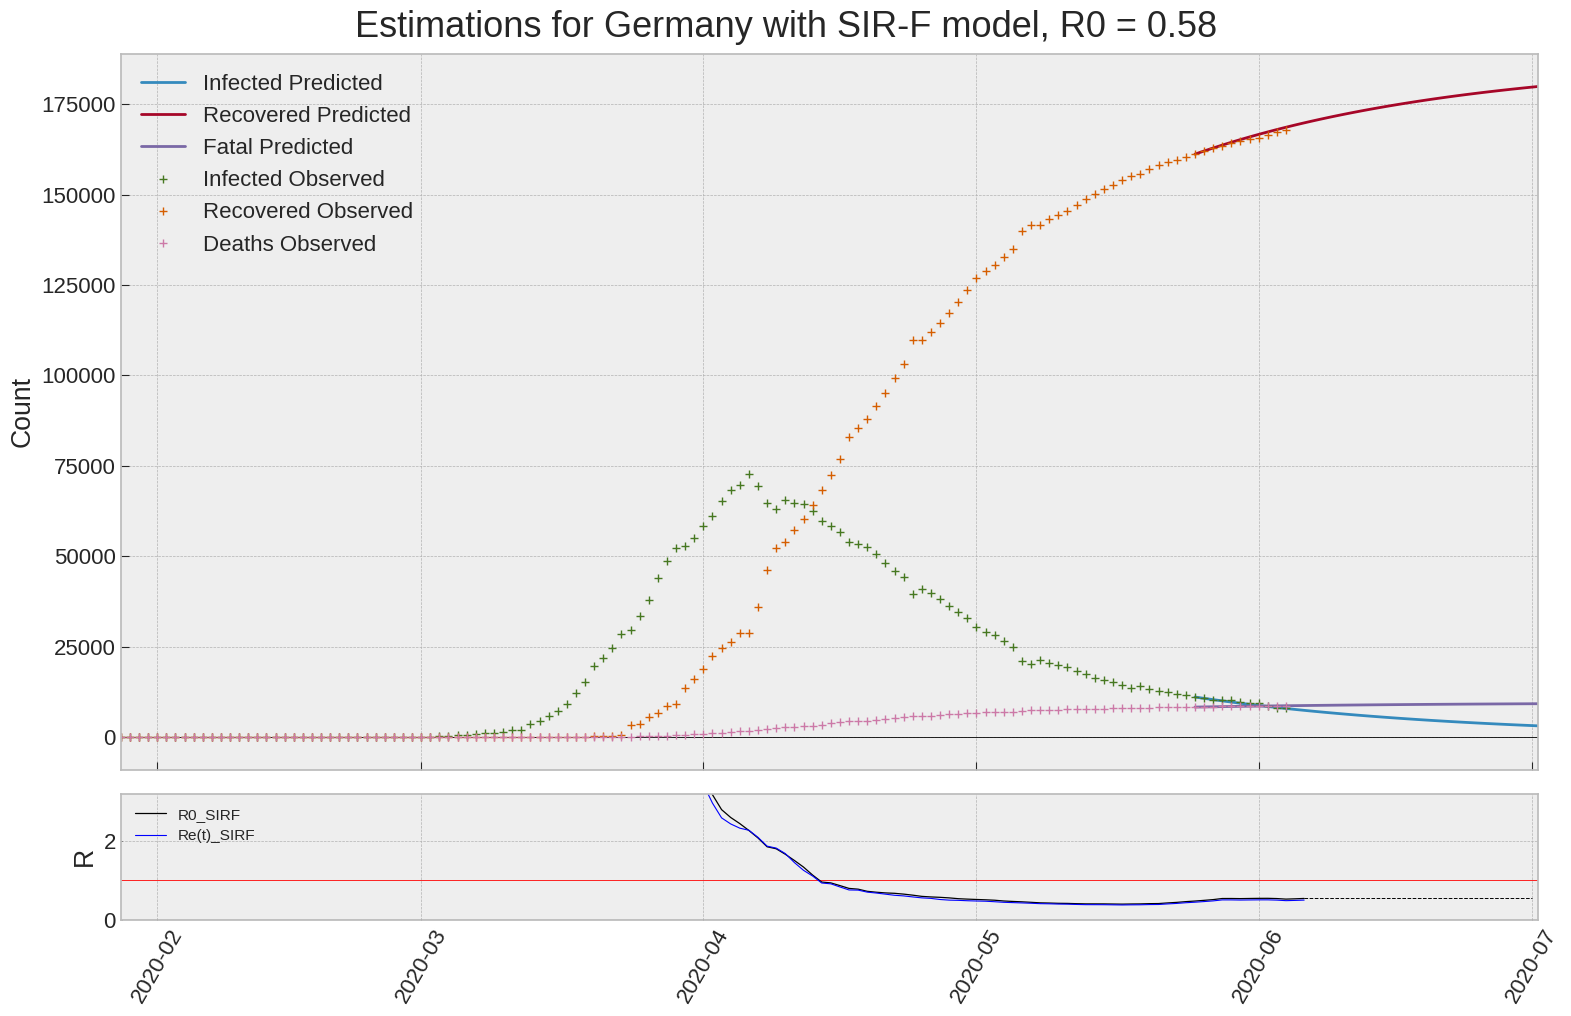 Estimations for Germany with SIR-F model, R0 = 0.58
Infected Predicted
Recovered Predicted
Fatal Predicted
Infected Observed
Recovered Observed
Deaths Observed
Count
175000
150000
125000
100000
75000
50000
25000
0
R0_SIRF
Re(t)_SIRF
R
2
0
2020-02
2020-03
2020-04
2020-05
2020-06
2020-07